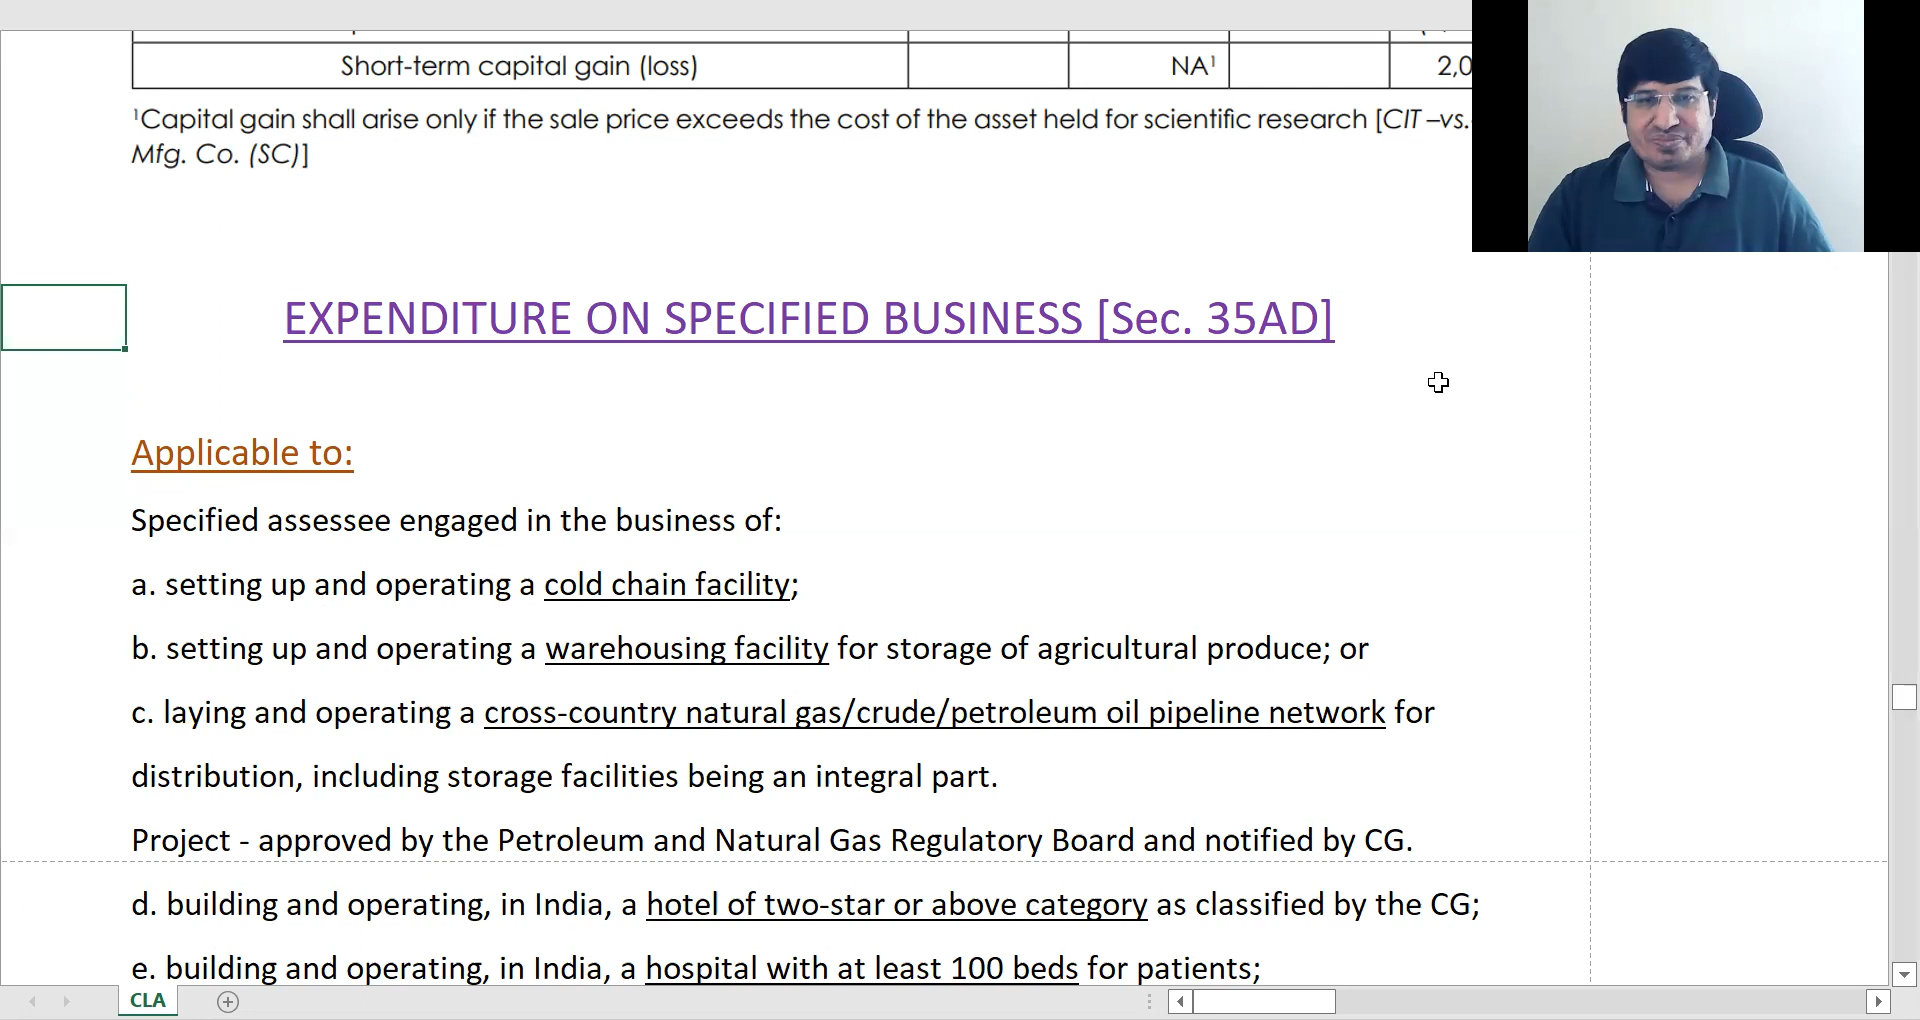 Short-term capital gain (loss) NA¹ 2,0
¹Capital gain shall arise only if the sale price exceeds the cost of the asset held for scientific research [CIT –vs.
Mfg. Co. (SC)]
EXPENDITURE ON SPECIFIED BUSINESS [Sec. 35AD]
Applicable to:
Specified assessee engaged in the business of:
a. setting up and operating a cold chain facility;
b. setting up and operating a warehousing facility for storage of agricultural produce; or
c. laying and operating a cross-country natural gas/crude/petroleum oil pipeline network for
distribution, including storage facilities being an integral part.
Project - approved by the Petroleum and Natural Gas Regulatory Board and notified by CG.
d. building and operating, in India, a hotel of two-star or above category as classified by the CG;
e. building and operating, in India, a hospital with at least 100 beds for patients;
CLA